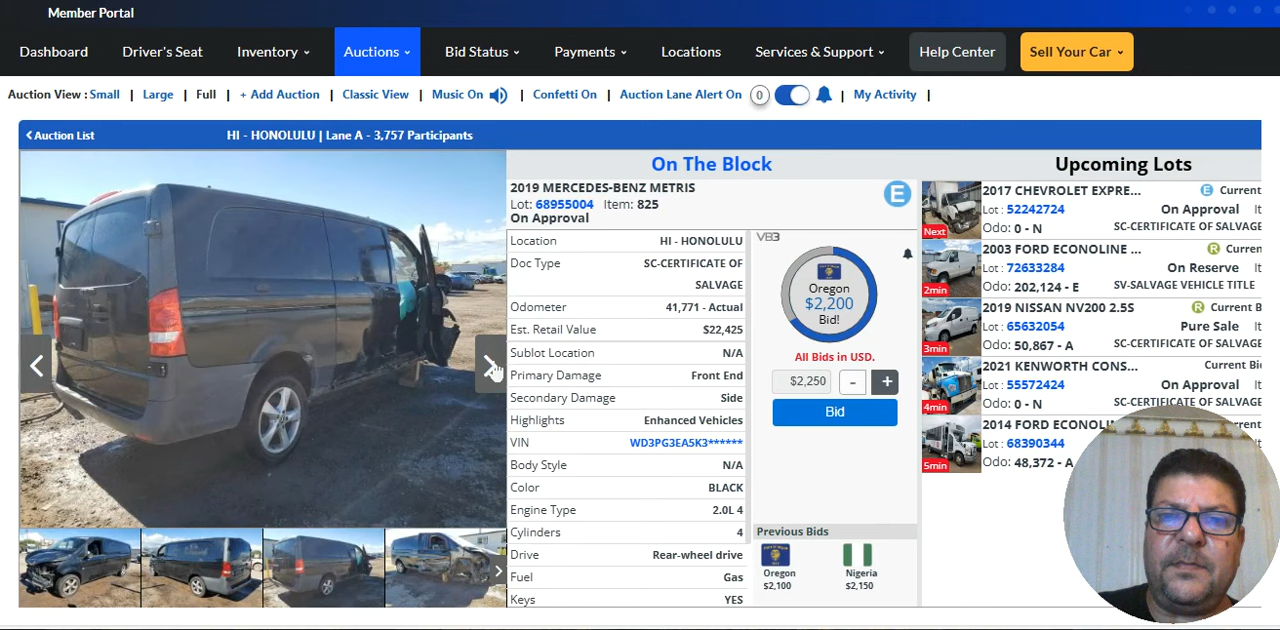 Member Portal
Dashboard Driver's Seat Inventory Auctions Bid Status Payments Locations Services & Support Help Center Sell Your Car
Auction View : Small | Large | Full | + Add Auction | Classic View | Music On | Confetti On | Auction Lane Alert On 0 | My Activity |
Auction List HI - HONOLULU | Lane A - 3,757 Participants
On The Block
2019 MERCEDES-BENZ METRIS
Lot: 68955004 Item: 825
On Approval
E
Location HI - HONOLULU
Doc Type SC-CERTIFICATE OF
SALVAGE
Odometer 41,771 - Actual
Est. Retail Value $22,425
Sublot Location N/A
Primary Damage Front End
Secondary Damage Side
Highlights Enhanced Vehicles
VIN WD3PG3EA5K3******
Body Style N/A
Color BLACK
Engine Type 2.0L 4
Cylinders 4
Drive Rear-wheel drive
Fuel Gas
Keys YES
VB3
Oregon
$2,200
Bid!
All Bids in USD.
$2,250 - +
Bid
Previous Bids
Oregon
$2,100
Nigeria
$2,150
Upcoming Lots
2017 CHEVROLET EXPRE... E Current
Lot : 52242724 On Approval It
Next Odo: 0 - N SC-CERTIFICATE OF SALVAGE
2003 FORD ECONOLINE ... R Curren
Lot : 72633284 On Reserve It
2min Odo: 202,124 - E SV-SALVAGE VEHICLE TITLE
2019 NISSAN NV200 2.5S R Current B
Lot : 65632054 Pure Sale It
3min Odo: 50,867 - A SC-CERTIFICATE OF SALVAGE
2021 KENWORTH CONS... Current Bi
Lot : 55572424 On Approval It
4min Odo: 0 - N SC-CERTIFICATE OF SALVAGE
2014 FORD ECONOLI
Lot : 68390344 It
5min Odo: 48,372 - A